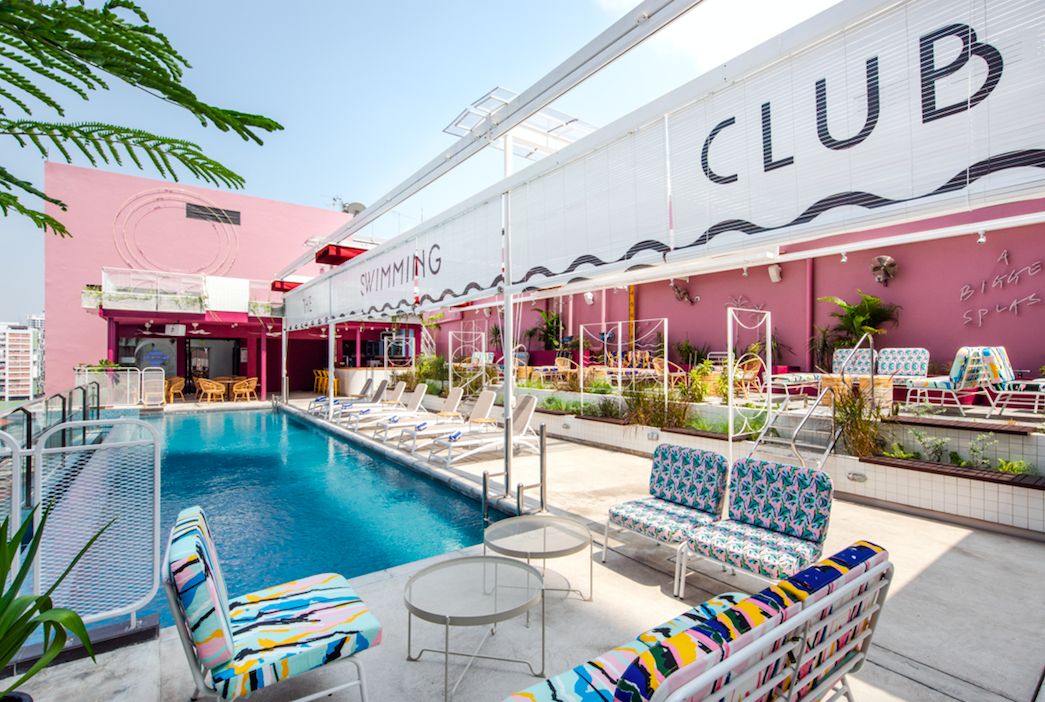 THE SWIMMING CLUB
A
BIGGE
SPLAS